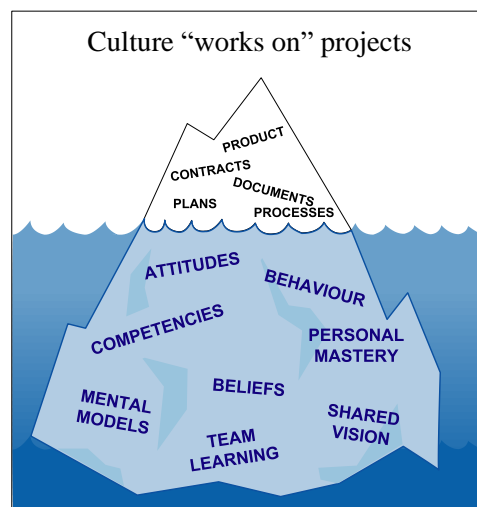 Culture “works on” projects
PRODUCT
CONTRACTS
DOCUMENTS
PLANS
PROCESSES
ATTITUDES
BEHAVIOUR
COMPETENCIES
PERSONAL
MASTERY
BELIEFS
MENTAL
MODELS
SHARED
VISION
TEAM
LEARNING